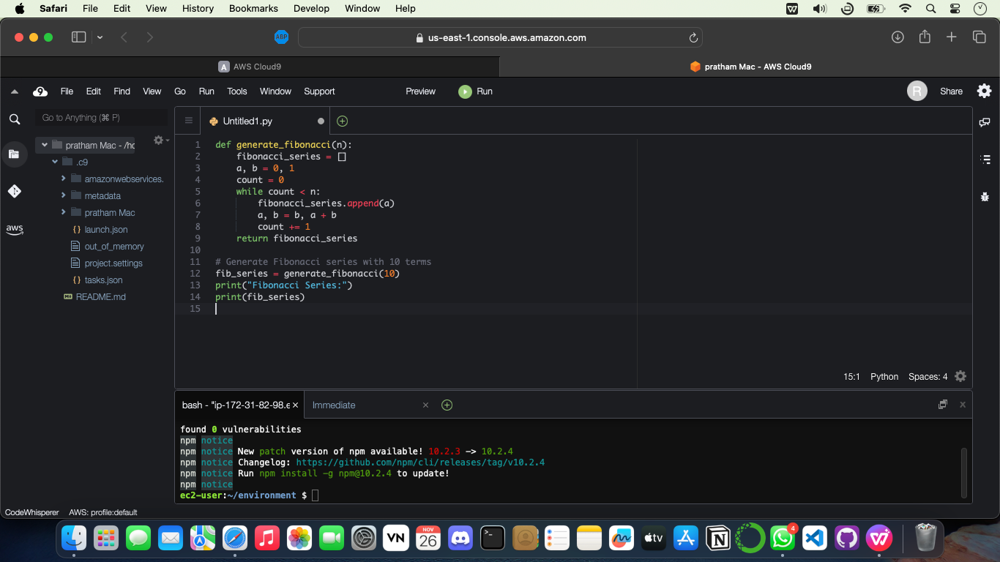 Safari File Edit View History Bookmarks Develop Window Help
ABP us-east-1.console.aws.amazon.com
A AWS Cloud9
pratham Mac - AWS Cloud9
9 File Edit Find View Go Run Tools Window Support Preview Run R Share
Go to Anything (⌘ P)
pratham Mac - /hc
.c9
amazonwebservices.
metadata
pratham Mac
{} launch.json
out_of_memory
project.settings
{} tasks.json
README.md
aws
Untitled1.py
1 def generate_fibonacci(n):
2     fibonacci_series = []
3     a, b = 0, 1
4     count = 0
5     while count < n:
6         fibonacci_series.append(a)
7         a, b = b, a + b
8         count += 1
9     return fibonacci_series
10
11 # Generate Fibonacci series with 10 terms
12 fib_series = generate_fibonacci(10)
13 print("Fibonacci Series:")
14 print(fib_series)
15
15:1 Python Spaces: 4
bash - "ip-172-31-82-98.e × Immediate ×
found 0 vulnerabilities
npm notice
npm notice New patch version of npm available! 10.2.3 -> 10.2.4
npm notice Changelog: https://github.com/npm/cli/releases/tag/v10.2.4
npm notice Run npm install -g npm@10.2.4 to update!
npm notice
ec2-user:~/environment $
CodeWhisperer AWS: profile:default
VN
NOV
26
tv
4